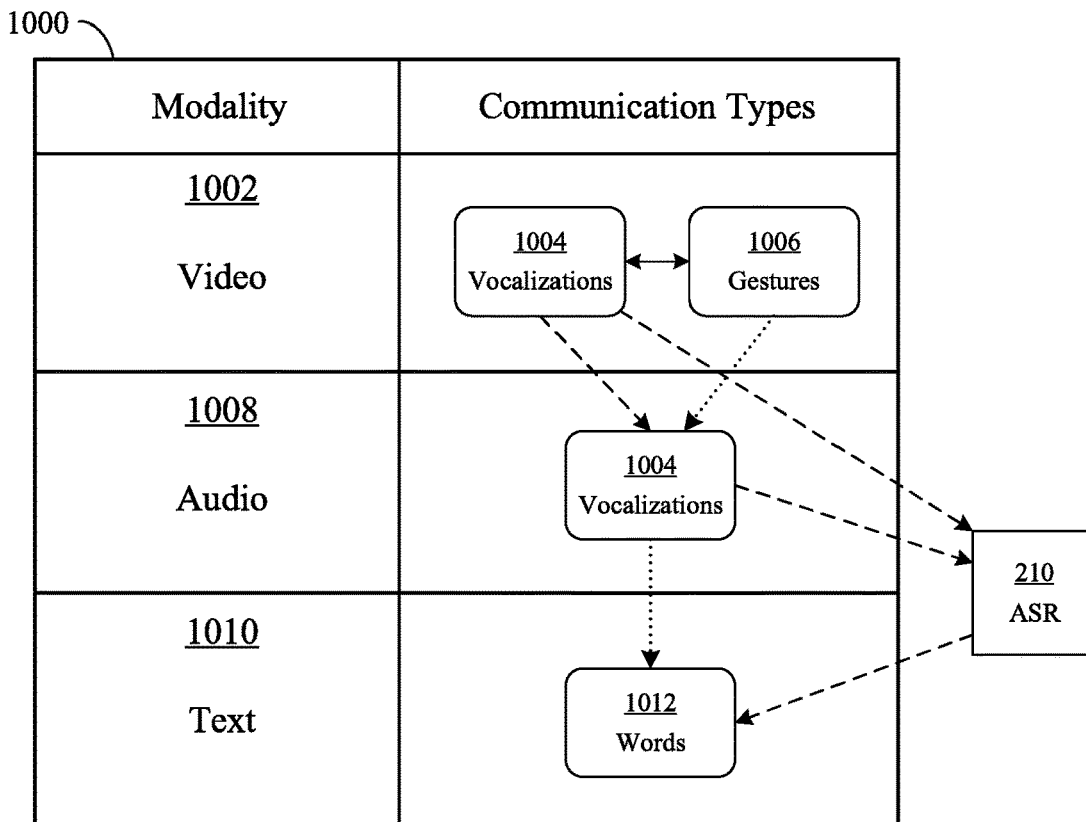 1000
Modality
Communication Types
1002
Video
1004
Vocalizations
1006
Gestures
1008
Audio
1004
Vocalizations
210
ASR
1010
Text
1012
Words